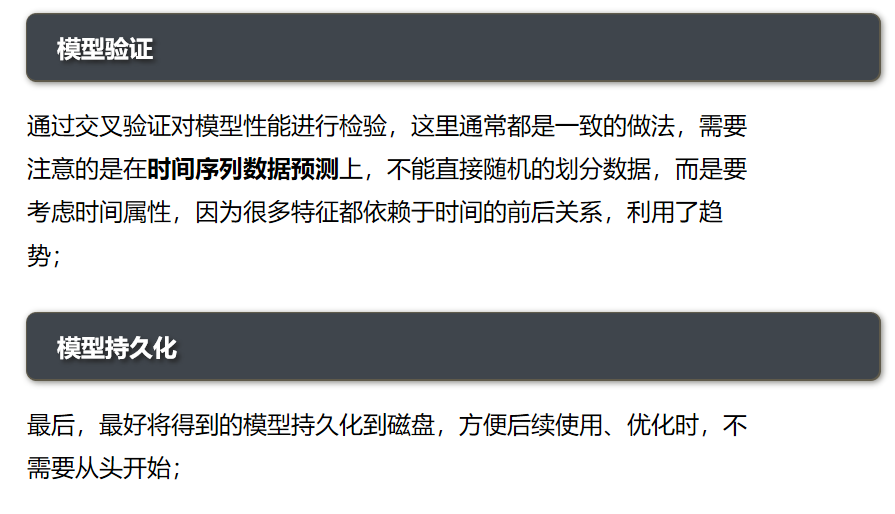 模型验证
通过交叉验证对模型性能进行检验，这里通常都是一致的做法，需要
注意的是在时间序列数据预测上，不能直接随机的划分数据，而是要
考虑时间属性，因为很多特征都依赖于时间的前后关系，利用了趋
势；
模型持久化
最后，最好将得到的模型持久化到磁盘，方便后续使用、优化时，不
需要从头开始；